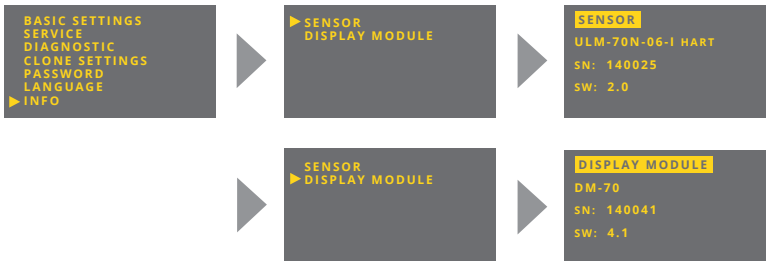 BASIC SETTINGS
SERVICE
DIAGNOSTIC
CLONE SETTINGS
PASSWORD
LANGUAGE
INFO
SENSOR
DISPLAY MODULE
SENSOR
ULM-70N-06-I HART
SN: 140025
SW: 2.0
SENSOR
DISPLAY MODULE
DISPLAY MODULE
DM-70
SN: 140041
SW: 4.1